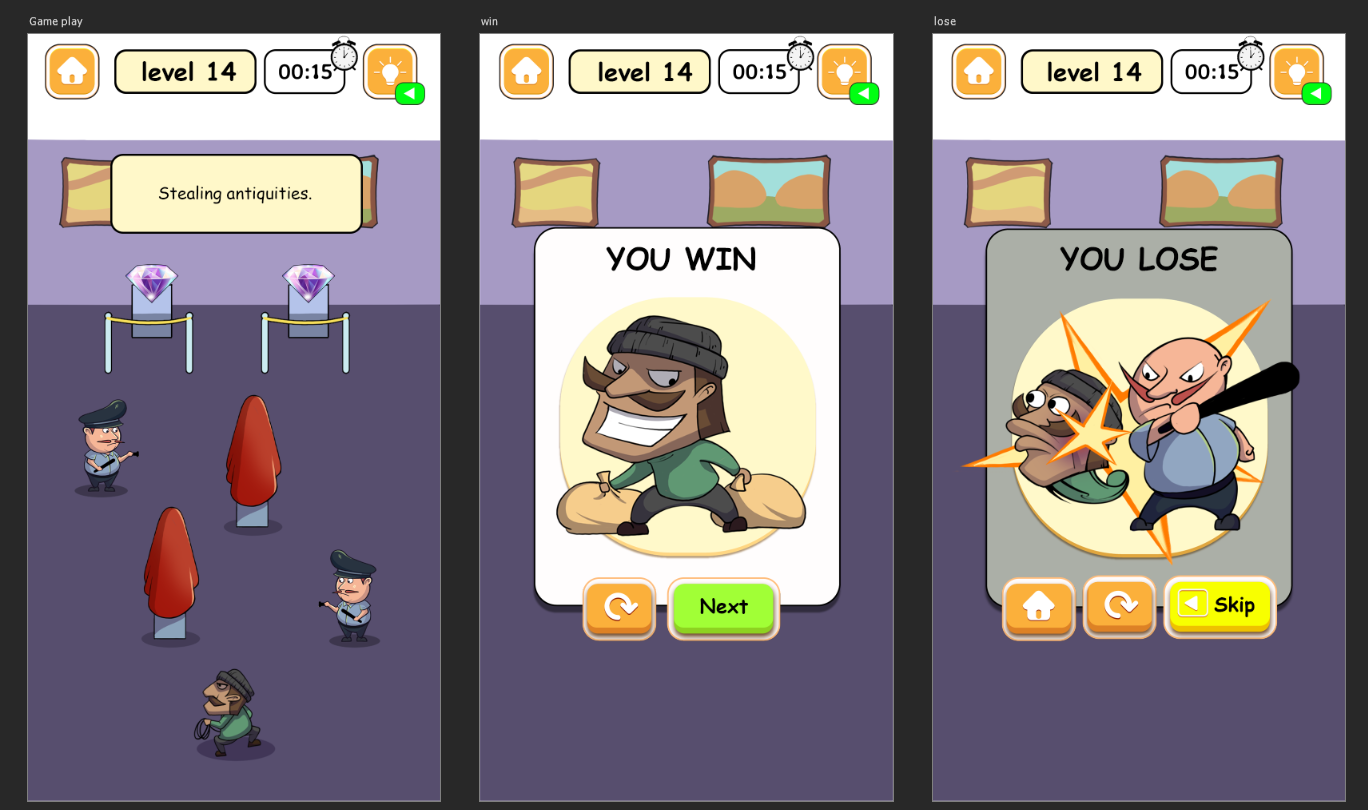 Game play
win
lose
level 14
00:15
level 14
00:15
level 14
00:15
Stealing antiquities.
YOU WIN
YOU LOSE
Next
Skip